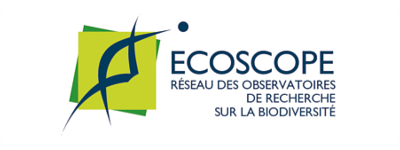 ECOSCOPE
RÉSEAU DES OBSERVATOIRES
DE RECHERCHE
SUR LA BIODIVERSITÉ